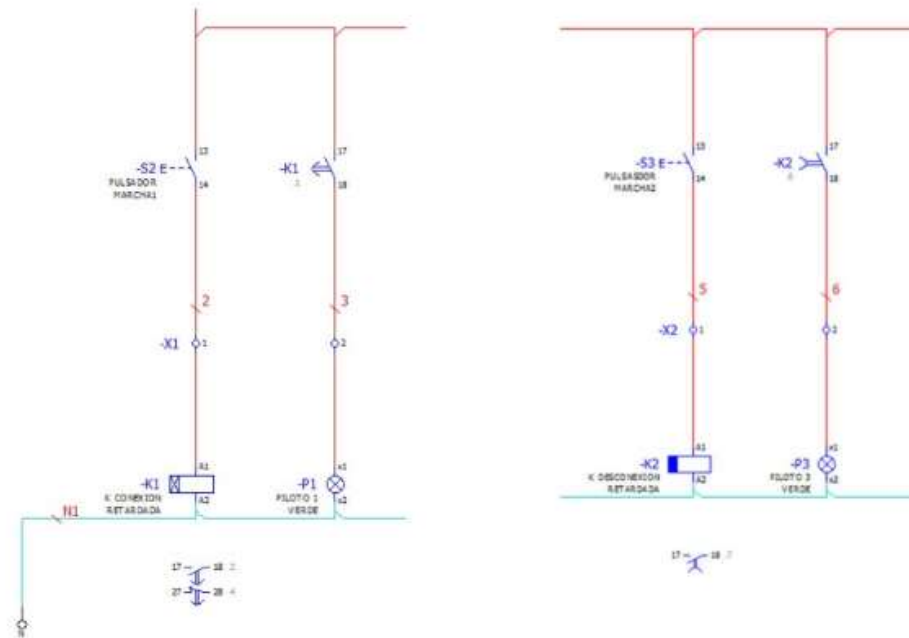 13
17
-S2
-K1
14
18
PULSADOR
MARCHA1
2
3
-X1
1
2
A1
x1
-K1
-P1
A2
x2
K CONEXION
RETARDADA
PILOTO 1
VERDE
N1
17
18
27
28
N
13
17
-S3
-K2
14
18
PULSADOR
MARCHA2
5
6
-X2
1
2
A1
x1
-K2
-P3
A2
x2
K DESCONEXION
RETARDADA
PILOTO 3
VERDE
17
18